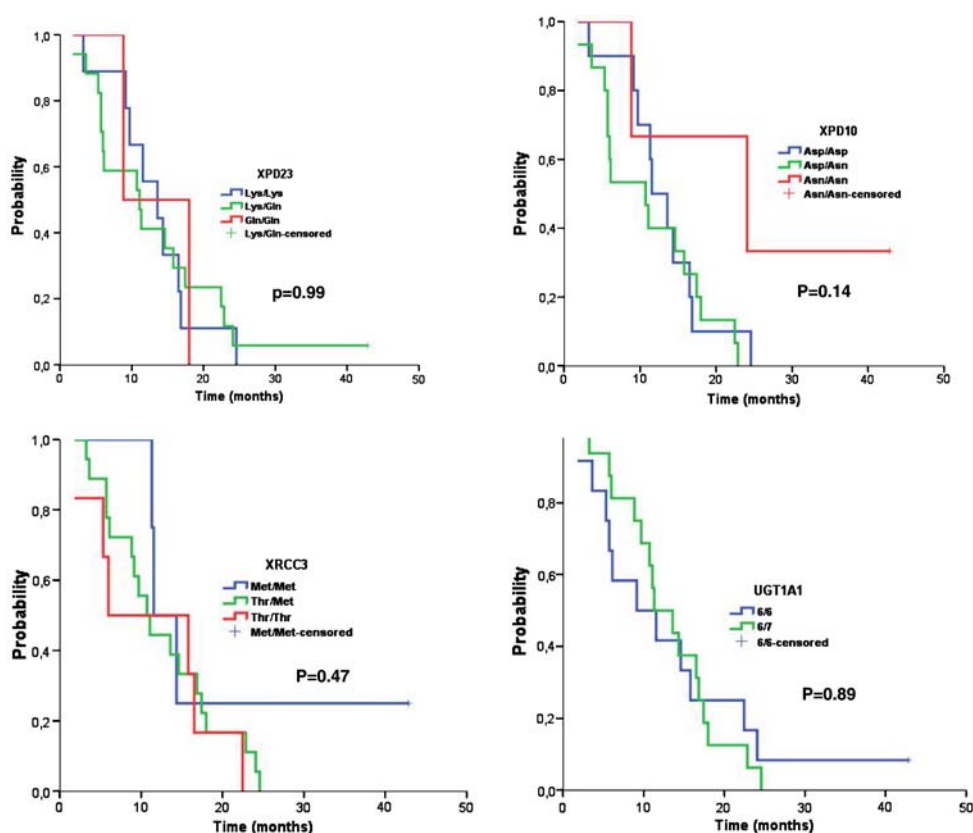 1,0
0,8
0,6
0,4
0,2
0,0
Probability
0
10
20
30
40
50
Time (months)
XPD23
Lys/Lys
Lys/Gln
Gln/Gln
Lys/Gln-censored
p=0.99
1,0
0,8
0,6
0,4
0,2
0,0
Probability
0
10
20
30
40
50
Time (months)
XPD10
Asp/Asp
Asp/Asn
Asn/Asn
Asn/Asn-censored
P=0.14
1,0
0,8
0,6
0,4
0,2
0,0
Probability
0
10
20
30
40
50
Time (months)
XRCC3
Met/Met
Thr/Met
Thr/Thr
Met/Met-censored
P=0.47
0,8
0,6
0,4
0,2
0,0
Probability
0
10
20
30
40
50
Time (months)
UGT1A1
6/6
6/7
6/6-censored
P=0.89